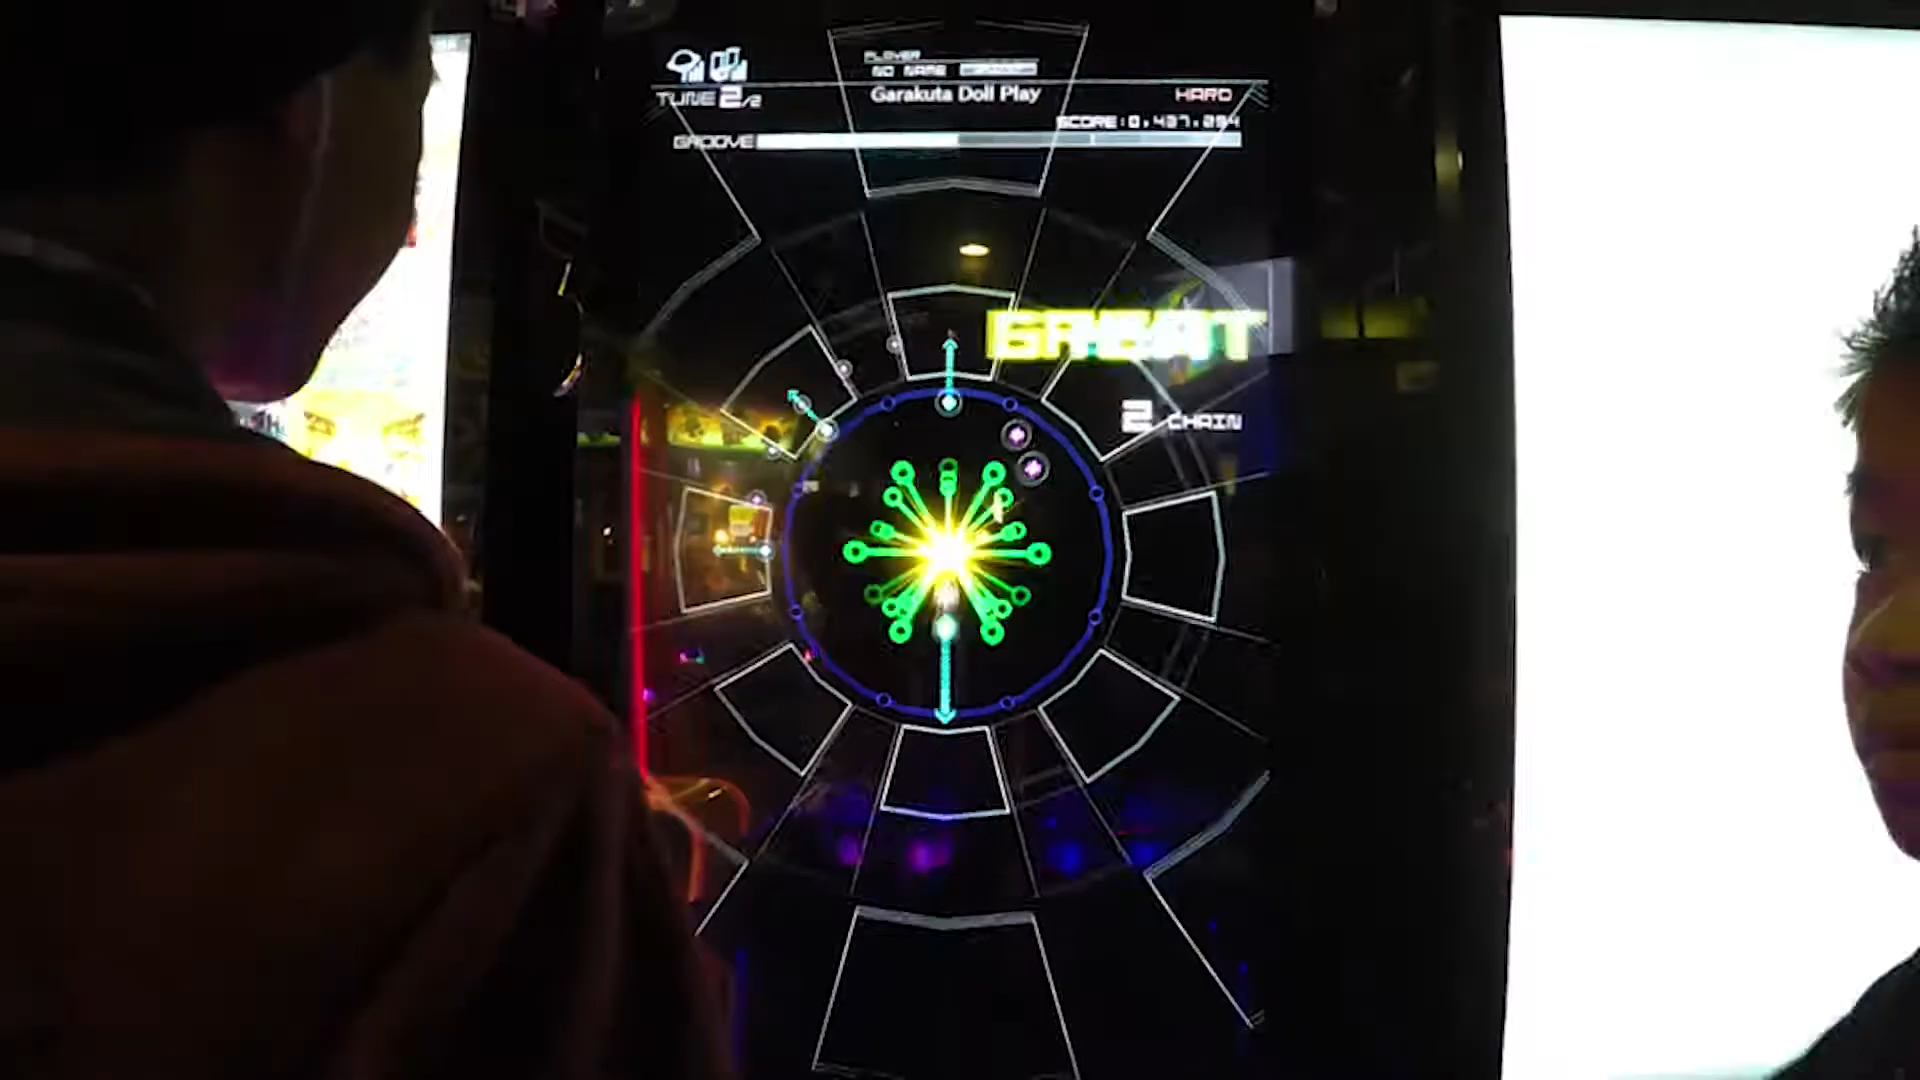 PLAYER
NO NAME
TUNE 2/2
Garakuta Doll Play
HARD
SCORE:0,437,284
GROOVE
GREAT
2 CHAIN